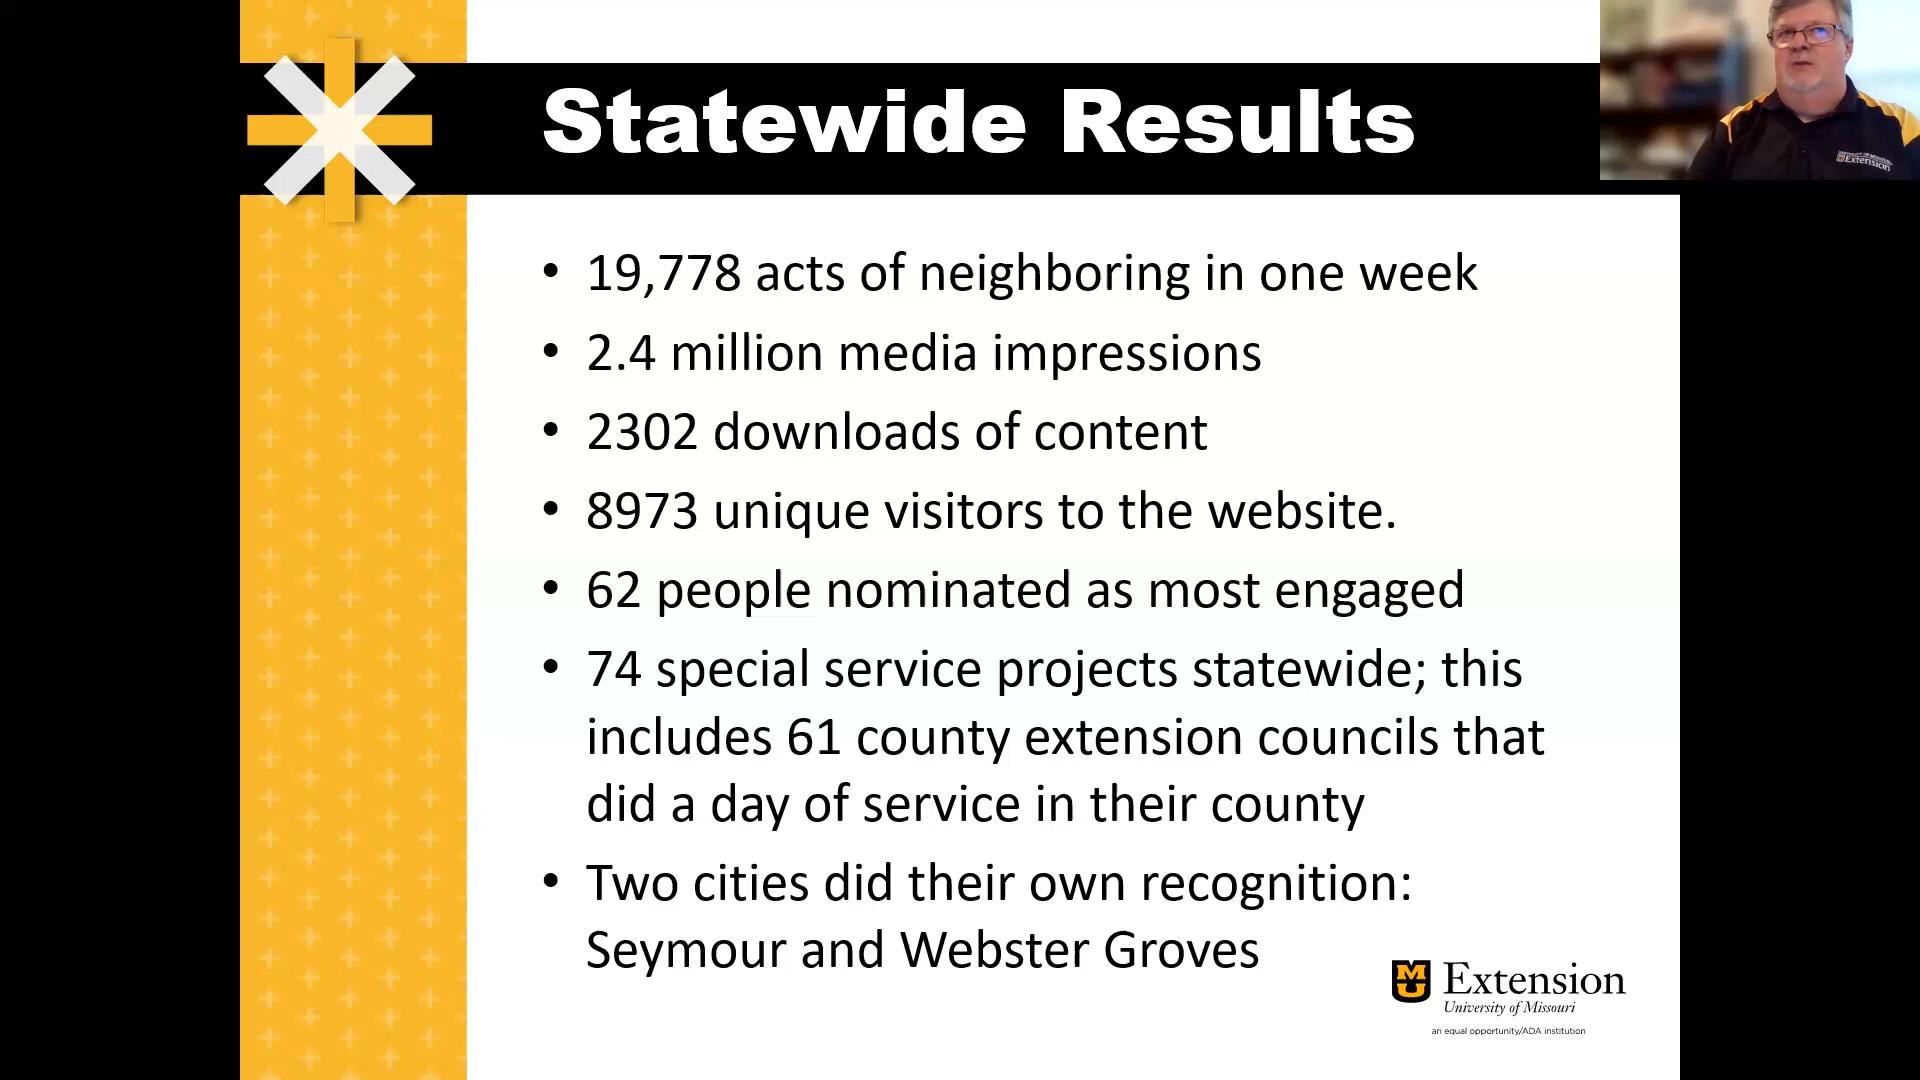 Statewide Results
• 19,778 acts of neighboring in one week
• 2.4 million media impressions
• 2302 downloads of content
• 8973 unique visitors to the website.
• 62 people nominated as most engaged
• 74 special service projects statewide; this
includes 61 county extension councils that
did a day of service in their county
• Two cities did their own recognition:
Seymour and Webster Groves
MU Extension
University of Missouri
an equal opportunity/ADA institution
Extension